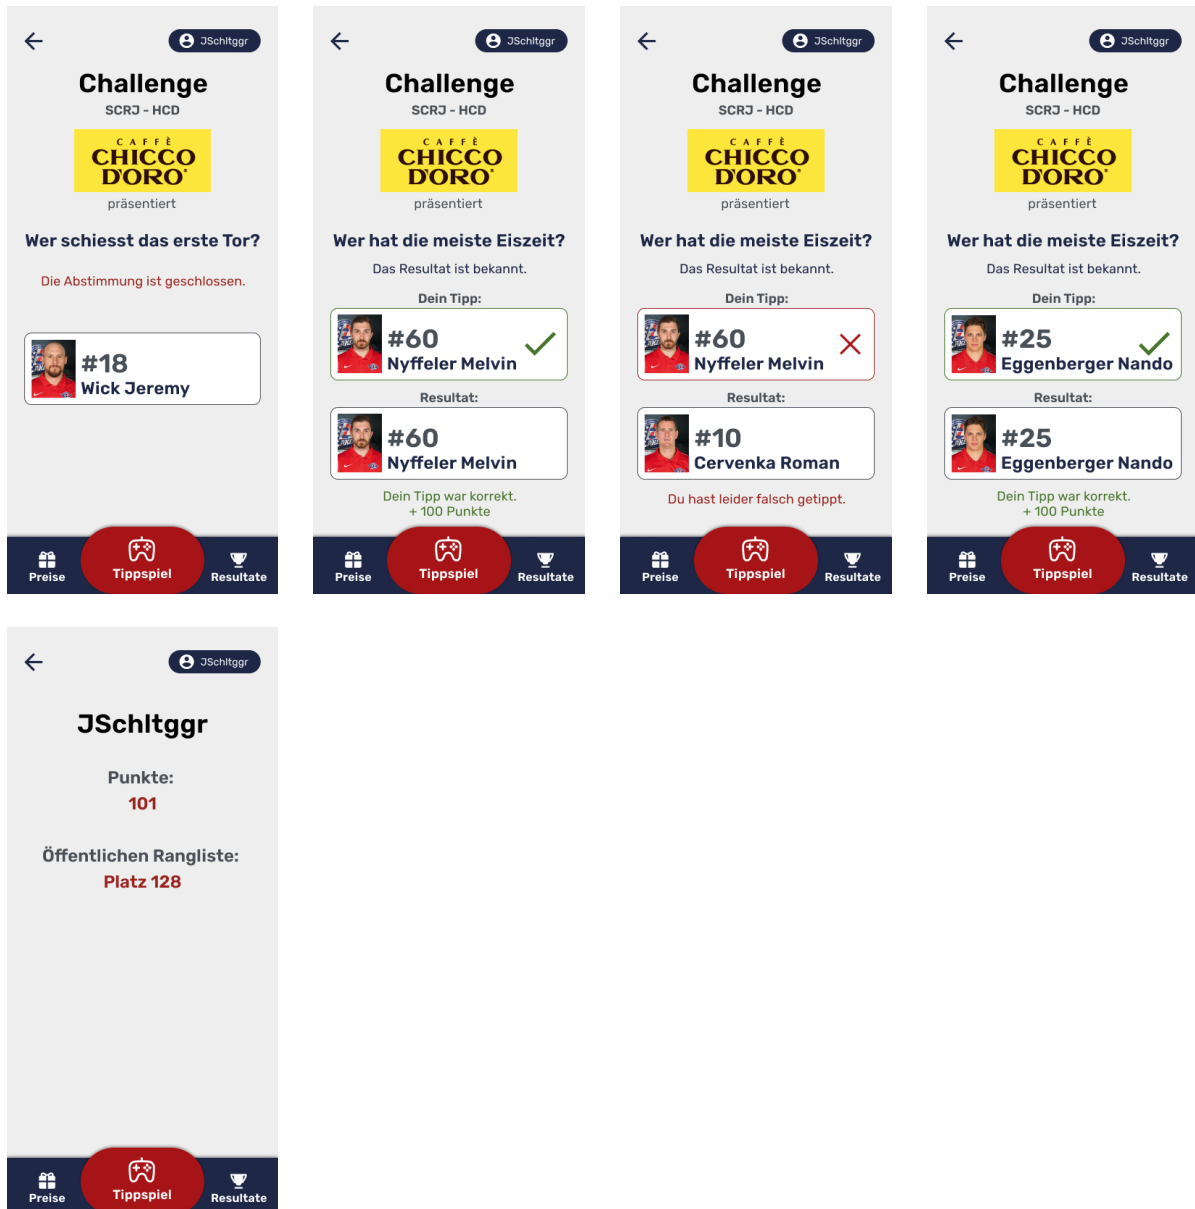 JSchltggr
Challenge
SCRJ - HCD
CAFFÈ
CHICCO
D'ORO
präsentiert
Wer schiesst das erste Tor?
Die Abstimmung ist geschlossen.
#18
Wick Jeremy
Preise
Tippspiel
Resultate
JSchltggr
Challenge
SCRJ - HCD
CAFFÈ
CHICCO
D'ORO
präsentiert
Wer hat die meiste Eiszeit?
Das Resultat ist bekannt.
Dein Tipp:
#60
Nyffeler Melvin
Resultat:
#60
Nyffeler Melvin
Dein Tipp war korrekt.
+ 100 Punkte
Preise
Tippspiel
Resultate
JSchltggr
Challenge
SCRJ - HCD
CAFFÈ
CHICCO
D'ORO
präsentiert
Wer hat die meiste Eiszeit?
Das Resultat ist bekannt.
Dein Tipp:
#60
Nyffeler Melvin
Resultat:
#10
Cervenka Roman
Du hast leider falsch getippt.
Preise
Tippspiel
Resultate
JSchltggr
Challenge
SCRJ - HCD
CAFFÈ
CHICCO
D'ORO
präsentiert
Wer hat die meiste Eiszeit?
Das Resultat ist bekannt.
Dein Tipp:
#25
Eggenberger Nando
Resultat:
#25
Eggenberger Nando
Dein Tipp war korrekt.
+ 100 Punkte
Preise
Tippspiel
Resultate
JSchltggr
JSchltggr
Punkte:
101
Öffentlichen Rangliste:
Platz 128
Preise
Tippspiel
Resultate